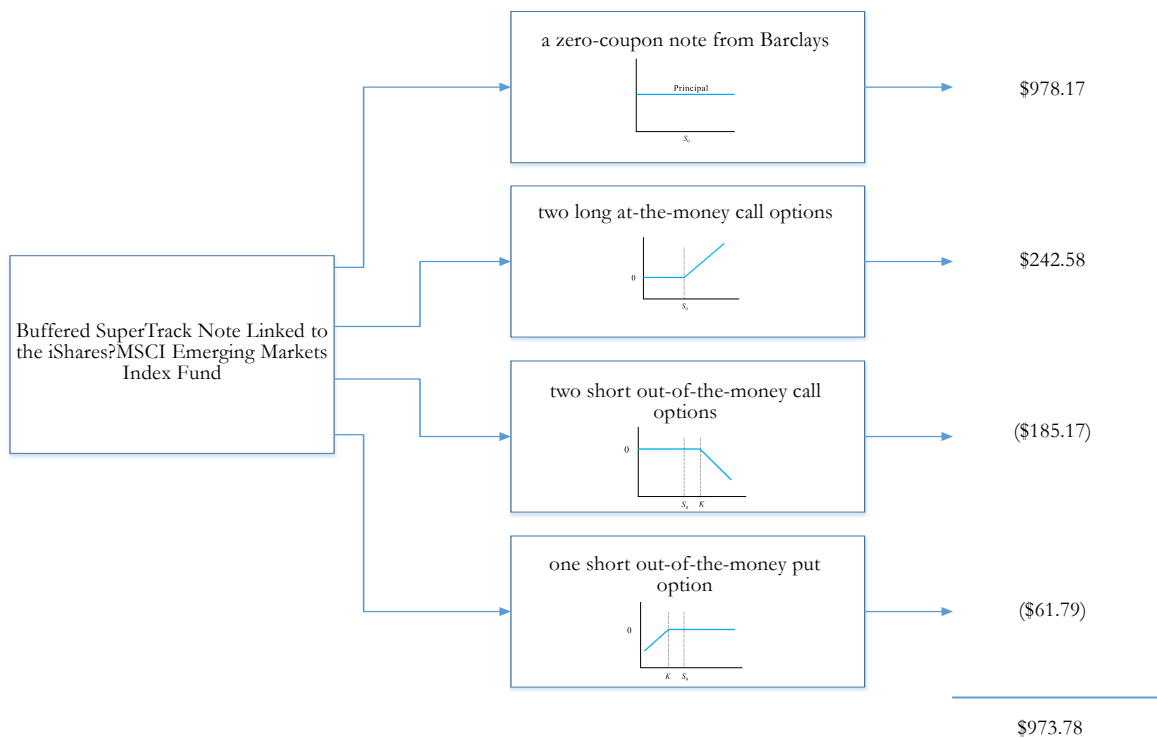 a zero-coupon note from Barclays
Principal
S₀
$978.17
two long at-the-money call options
0
S₀
$242.58
Buffered SuperTrack Note Linked to
the iShares?MSCI Emerging Markets
Index Fund
two short out-of-the-money call
options
0
S₀ K
($185.17)
one short out-of-the-money put
option
0
K S₀
($61.79)
$973.78